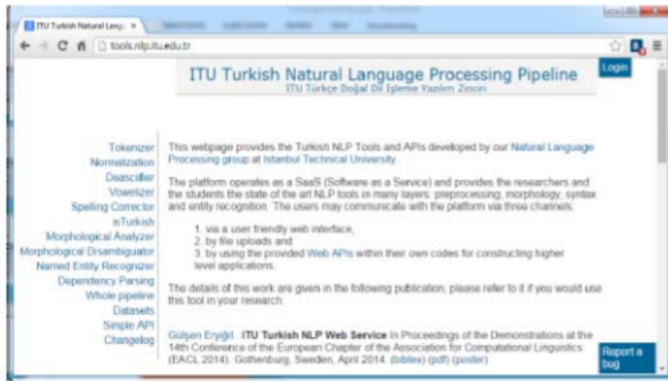 ITU Turkish Natural Lang
tools.nlp.itu.edu.tr
Login
ITU Turkish Natural Language Processing Pipeline
ITU Türkçe Doğal Dil İşleme Yazılım Zinciri
Tokenizer
Normalization
Deasciifier
Vowelizer
Spelling Corrector
isTurkish
Morphological Analyzer
Morphological Disambiguator
Named Entity Recognizer
Dependency Parsing
Whole pipeline
Datasets
Simple API
Changelog
This webpage provides the Turkish NLP Tools and APIs developed by our Natural Language
Processing group at Istanbul Technical University.
The platform operates as a SaaS (Software as a Service) and provides the researchers and
the students the state of the art NLP tools in many layers: preprocessing, morphology, syntax
and entity recognition. The users may communicate with the platform via three channels:
1. via a user friendly web interface,
2. by file uploads and
3. by using the provided Web APIs within their own codes for constructing higher
level applications.
The details of this work are given in the following publication, please refer to it if you would use
this tool in your research:
Gülşen Eryiğit. ITU Turkish NLP Web Service In Proceedings of the Demonstrations at the
14th Conference of the European Chapter of the Association for Computational Linguistics
(EACL 2014). Gothenburg, Sweden, April 2014. (bibtex) (pdf) (poster)
Report a
bug